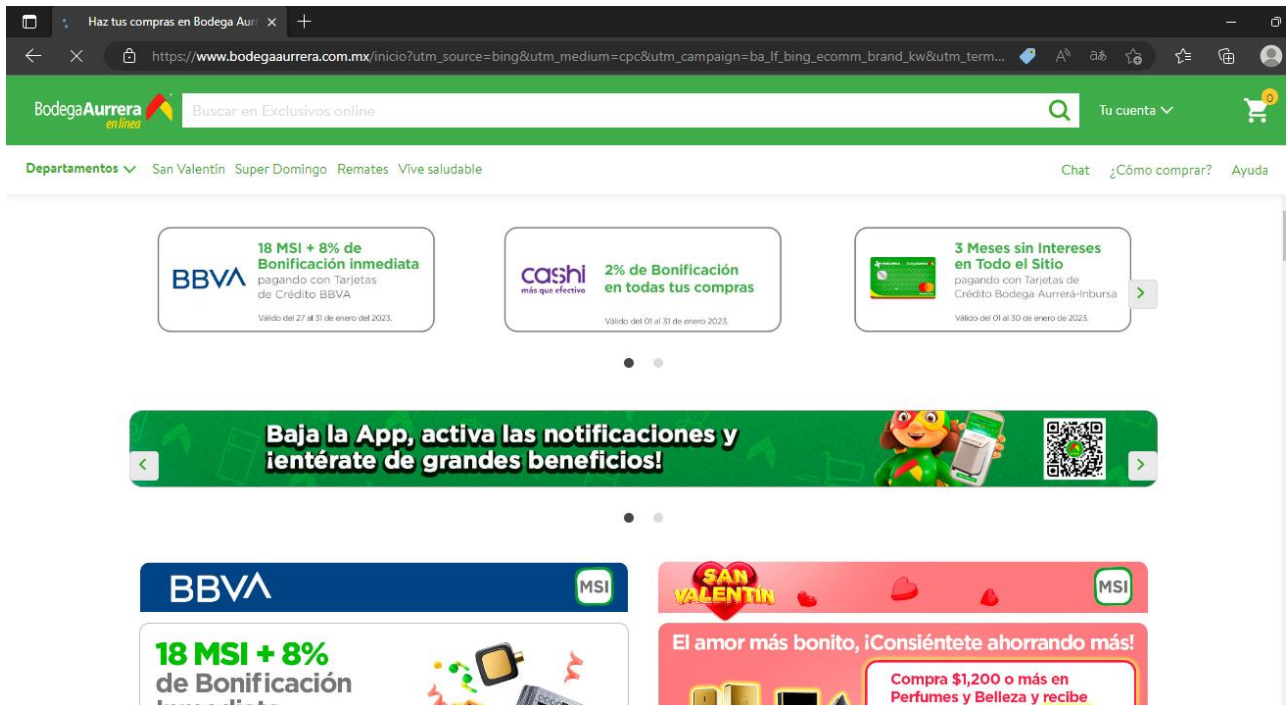 Haz tus compras en Bodega Aurr
https://www.bodegaaurrera.com.mx/inicio?utm_source=bing&utm_medium=cpc&utm_campaign=ba_lf_bing_ecomm_brand_kw&utm_term...
Bodega Aurrera
en línea
Buscar en Exclusivos online
Tu cuenta
0
Departamentos San Valentín Super Domingo Remates Vive saludable
Chat ¿Cómo comprar? Ayuda
BBVA
18 MSI + 8% de
Bonificación inmediata
pagando con Tarjetas
de Crédito BBVA
Válido del 27 al 31 de enero del 2023.
cashi
más que efectivo
2% de Bonificación
en todas tus compras
Válido del 01 al 31 de enero 2023.
3 Meses sin Intereses
en Todo el Sitio
pagando con Tarjetas de
Crédito Bodega Aurrerá-Inbursa
Válido del 01 al 30 de enero de 2023.
Baja la App, activa las notificaciones y
¡entérate de grandes beneficios!
BBVA
MSI
18 MSI + 8%
de Bonificación
Inmediata
SAN
VALENTÍN
MSI
El amor más bonito, ¡Consiéntete ahorrando más!
Compra $1,200 o más en
Perfumes y Belleza y recibe